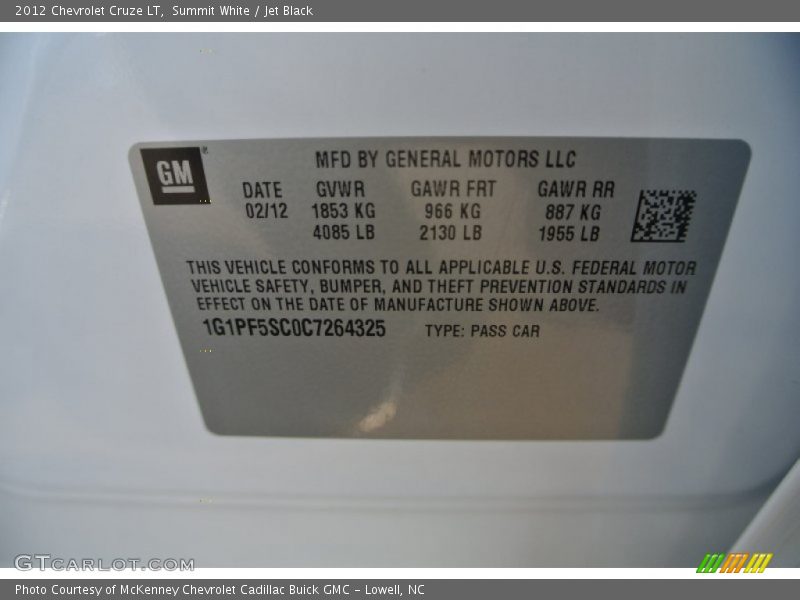 2012 Chevrolet Cruze LT, Summit White / Jet Black
GM
MFD BY GENERAL MOTORS LLC
DATE GVWR GAWR FRT GAWR RR
02/12 1853 KG 966 KG 887 KG
4085 LB 2130 LB 1955 LB
THIS VEHICLE CONFORMS TO ALL APPLICABLE U.S. FEDERAL MOTOR
VEHICLE SAFETY, BUMPER, AND THEFT PREVENTION STANDARDS IN
EFFECT ON THE DATE OF MANUFACTURE SHOWN ABOVE.
1G1PF5SC0C7264325 TYPE: PASS CAR
GTCARLOT.COM
Photo Courtesy of McKenney Chevrolet Cadillac Buick GMC – Lowell, NC